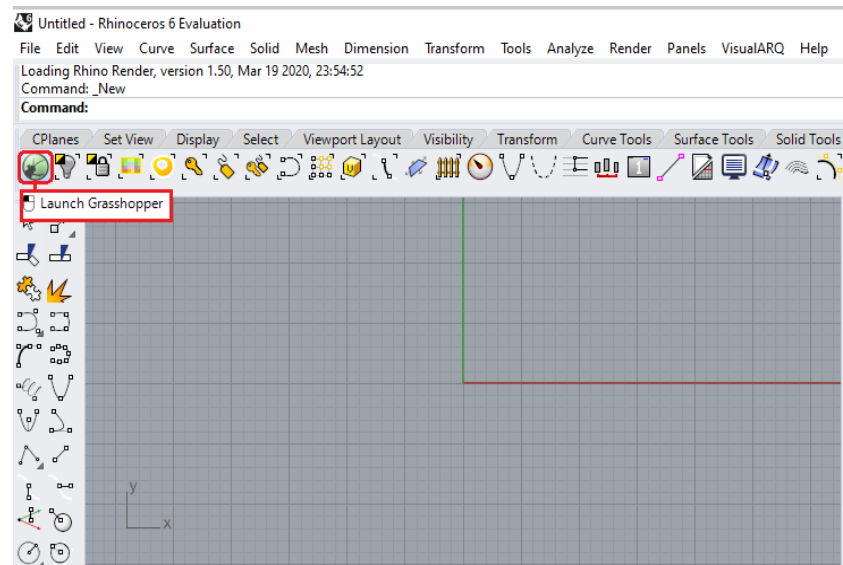 Untitled - Rhinoceros 6 Evaluation
File Edit View Curve Surface Solid Mesh Dimension Transform Tools Analyze Render Panels VisualARQ Help
Loading Rhino Render, version 1.50, Mar 19 2020, 23:54:52
Command: _New
Command:
CPlanes Set View Display Select Viewport Layout Visibility Transform Curve Tools Surface Tools Solid Tools
Launch Grasshopper
y
x